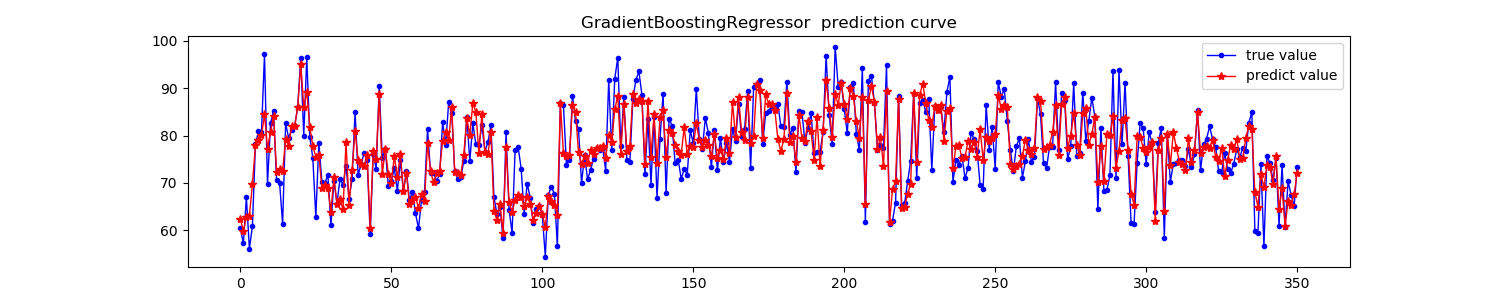 GradientBoostingRegressor  prediction curve
100
90
80
70
60
true value
predict value
0 50 100 150 200 250 300 350